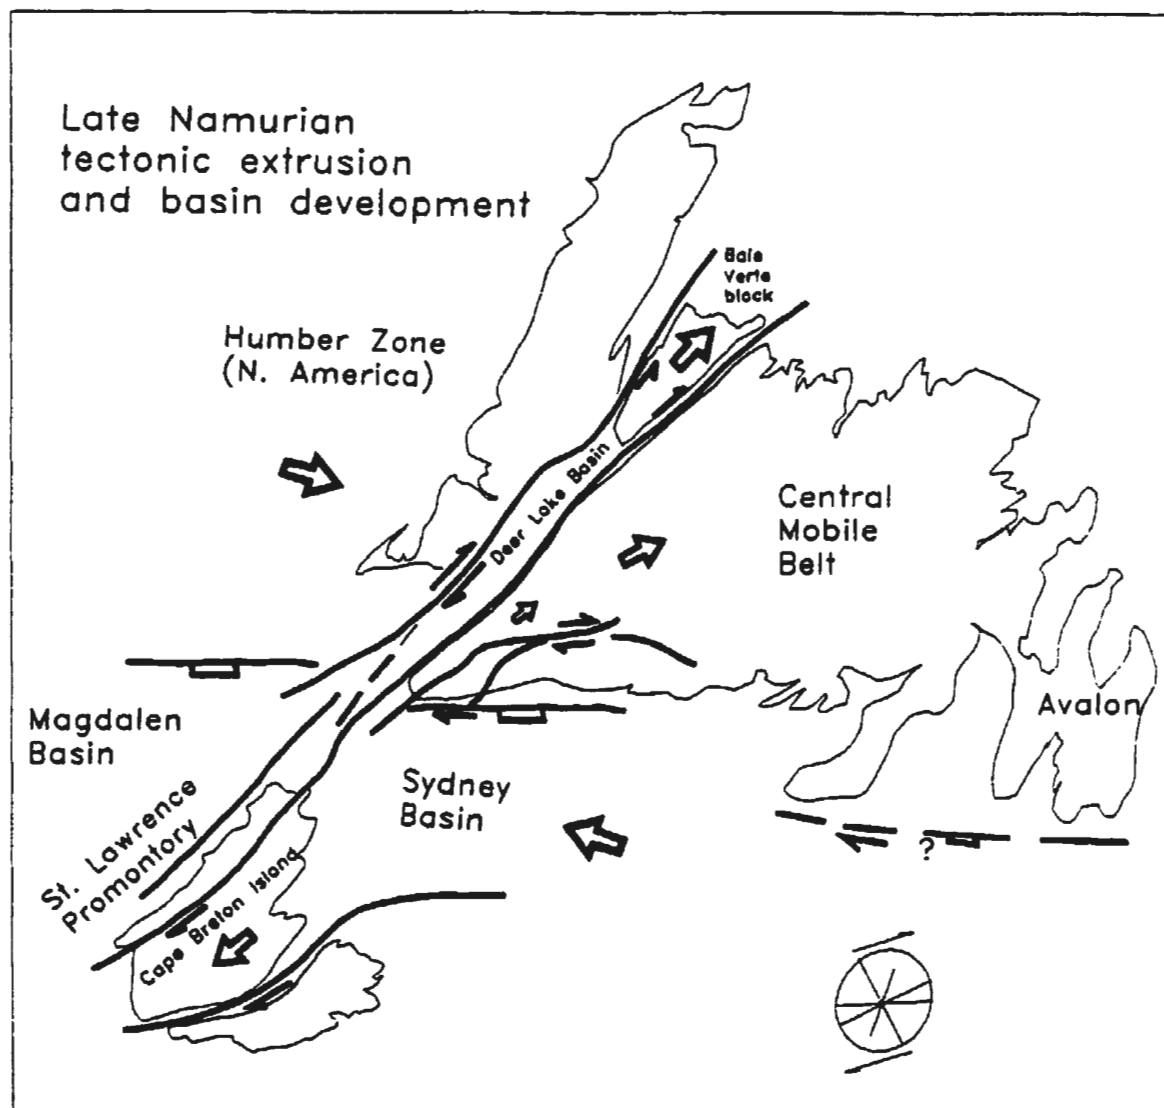 Late Namurian
tectonic extrusion
and basin development
Baie
Verte
block
Humber Zone
(N. America)
Deer Lake Basin
Central
Mobile
Belt
Magdalen
Basin
Avalon
Sydney
Basin
St. Lawrence
Promontory
?
Cape Breton Island